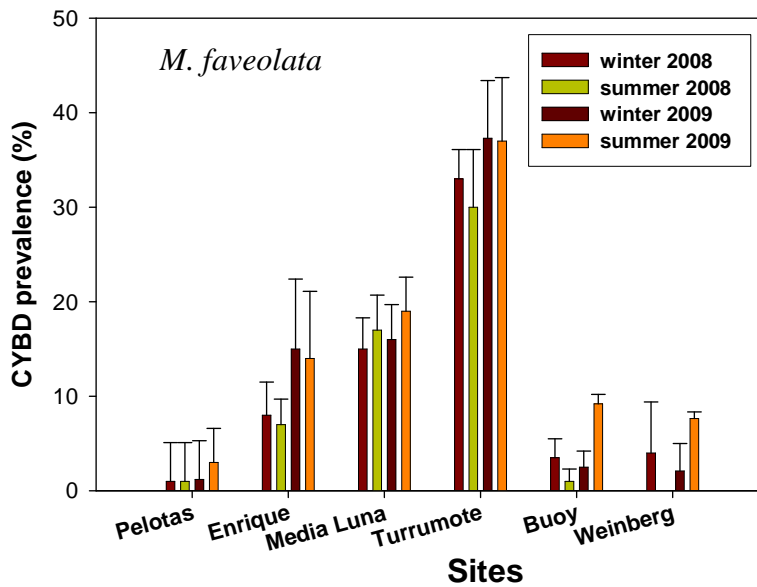 50
M. faveolata
winter 2008
summer 2008
winter 2009
summer 2009
40
30
20
10
0
CYBD prevalence (%)
Pelotas
Enrique
Media Luna
Turrumote
Buoy
Weinberg
Sites